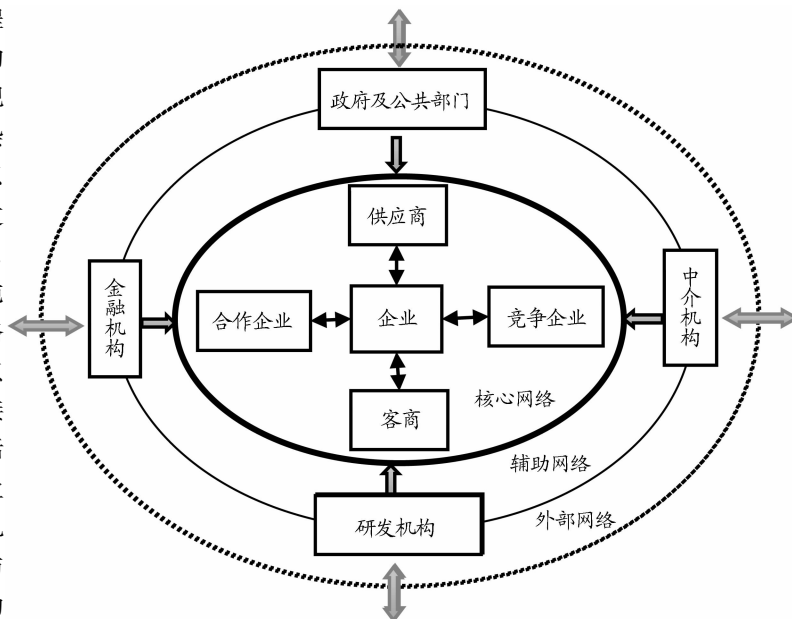 政府及公共部门
供应商
金融机构
中介机构
合作企业
企业
竞争企业
核心网络
客商
辅助网络
研发机构
外部网络